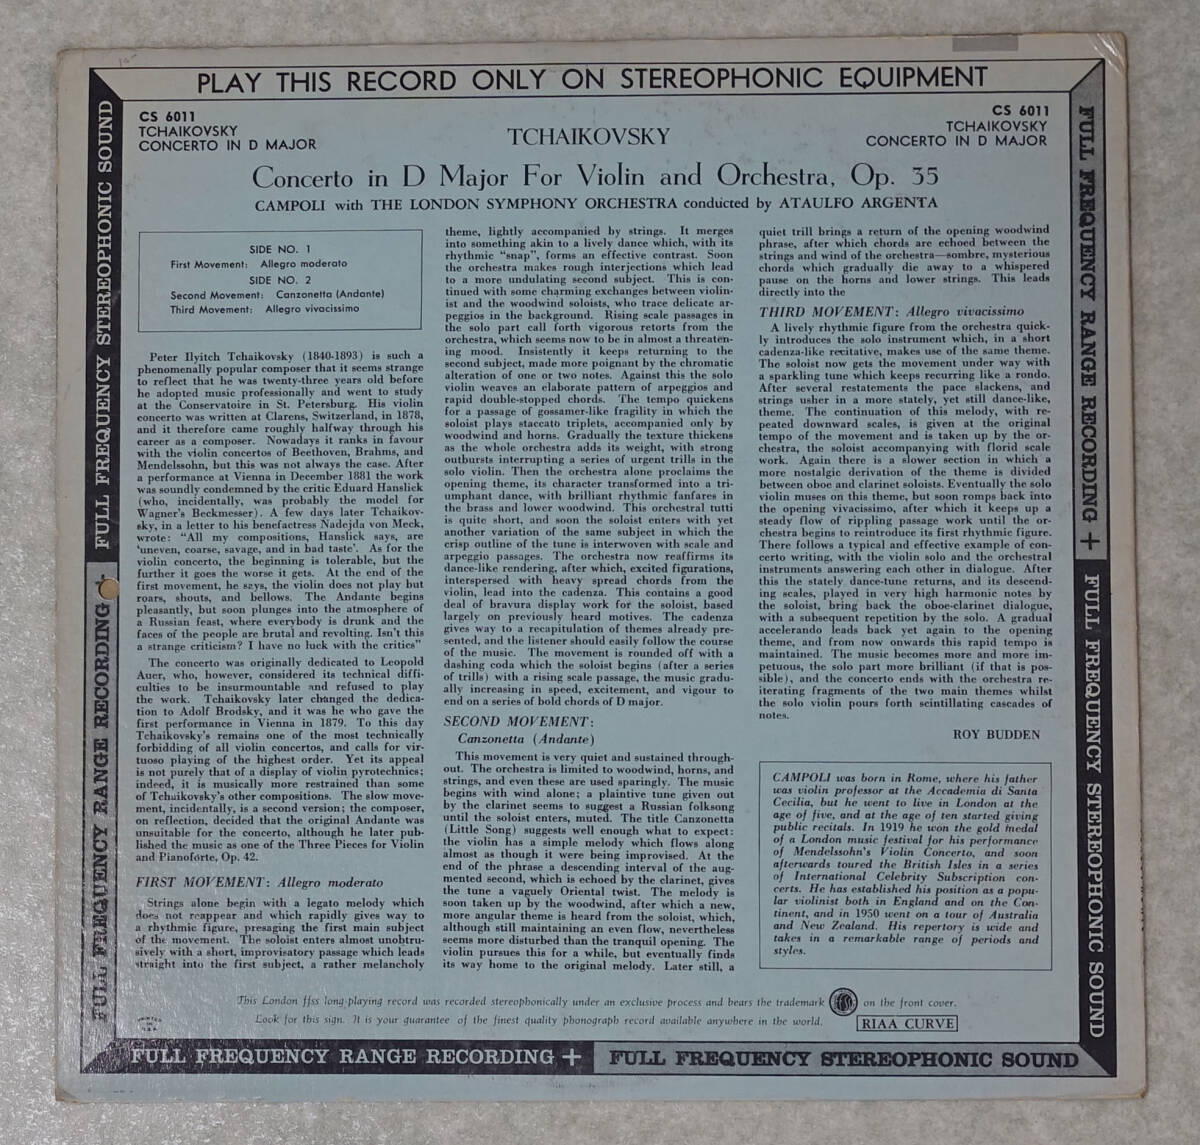 PLAY THIS RECORD ONLY ON STEREOPHONIC EQUIPMENT
CS 6011
TCHAIKOVSKY
CONCERTO IN D MAJOR
CS 6011
TCHAIKOVSKY
CONCERTO IN D MAJOR
TCHAIKOVSKY
Concerto in D Major For Violin and Orchestra, Op. 35
CAMPOLI with THE LONDON SYMPHONY ORCHESTRA conducted by ATAULFO ARGENTA
SIDE NO. 1
First Movement: Allegro moderato
SIDE NO. 2
Second Movement: Canzonetta (Andante)
Third Movement: Allegro vivacissimo
Peter Ilyitch Tchaikovsky (1840-1893) is such a
phenomenally popular composer that it seems strange
to reflect that he was twenty-three years old before
he adopted music professionally and went to study
at the Conservatoire in St. Petersburg. His violin
concerto was written at Clarens, Switzerland, in 1878,
and it therefore came roughly halfway through his
career as a composer. Nowadays it ranks in favour
with the violin concertos of Beethoven, Brahms, and
Mendelssohn, but this was not always the case. After
a performance at Vienna in December 1881 the work
was soundly condemned by the critic Eduard Hanslick
(who, incidentally, was probably the model for
Wagner's Beckmesser). A few days later Tchaikov-
sky, in a letter to his benefactress Nadejda von Meck,
wrote: "All my compositions, Hanslick says, are
'uneven, coarse, savage, and in bad taste'. As for the
violin concerto, the beginning is tolerable, but the
further it goes the worse it gets. At the end of the
first movement, he says, the violin does not play but
roars, shouts, and bellows. The Andante begins
pleasantly, but soon plunges into the atmosphere of
a Russian feast, where everybody is drunk and the
faces of the people are brutal and revolting. Isn't this
a strange criticism? I have no luck with the critics"
The concerto was originally dedicated to Leopold
Auer, who, however, considered its technical diffi-
culties to be insurmountable and refused to play
the work. Tchaikovsky later changed the dedica-
tion to Adolf Brodsky, and it was he who gave the
first performance in Vienna in 1879. To this day
Tchaikovsky's remains one of the most technically
forbidding of all violin concertos, and calls for vir-
tuoso playing of the highest order. Yet its appeal
is not purely that of a display of violin pyrotechnics;
indeed, it is musically more restrained than some
of Tchaikovsky's other compositions. The slow move-
ment, incidentally, is a second version; the composer,
on reflection, decided that the original Andante was
unsuitable for the concerto, although he later pub-
lished the music as one of the Three Pieces for Violin
and Pianoforte, Op. 42.
FIRST MOVEMENT: Allegro moderato
Strings alone begin with a legato melody which
does not reappear and which rapidly gives way to
a rhythmic figure, presaging the first main subject
of the movement. The soloist enters almost unobtru-
sively with a short, improvisatory passage which leads
straight into the first subject, a rather melancholy
theme, lightly accompanied by strings. It merges
into something akin to a lively dance which, with its
rhythmic "snap", forms an effective contrast. Soon
the orchestra makes rough interjections which lead
to a more undulating second subject. This is con-
tinued with some charming exchanges between violin-
ist and the woodwind soloists, who trace delicate ar-
peggios in the background. Rising scale passages in
the solo part call forth vigorous retorts from the
orchestra, which seems now to be in almost a threaten-
ing mood. Insistently it keeps returning to the
second subject, made more poignant by the chromatic
alteration of one or two notes. Against this the solo
violin weaves an elaborate pattern of arpeggios and
rapid double-stopped chords. The tempo quickens
for a passage of gossamer-like fragility in which the
soloist plays staccato triplets, accompanied only by
woodwind and horns. Gradually the texture thickens
as the whole orchestra adds its weight, with strong
outbursts interrupting a series of urgent trills in the
solo violin. Then the orchestra alone proclaims the
opening theme, its character transformed into a tri-
umphant dance, with brilliant rhythmic fanfares in
the brass and lower woodwind. This orchestral tutti
is quite short, and soon the soloist enters with yet
another variation of the same subject in which the
crisp outline of the tune is interwoven with scale and
arpeggio passages. The orchestra now reaffirms its
dance-like rendering, after which, excited figurations,
interspersed with heavy spread chords from the
violin, lead into the cadenza. This contains a good
deal of bravura display work for the soloist, based
largely on previously heard motives. The cadenza
gives way to a recapitulation of themes already pre-
sented, and the listener should easily follow the course
of the music. The movement is rounded off with a
dashing coda which the soloist begins (after a series
of trills) with a rising scale passage, the music gradu-
ally increasing in speed, excitement, and vigour to
end on a series of bold chords of D major.
SECOND MOVEMENT:
Canzonetta (Andante)
This movement is very quiet and sustained through-
out. The orchestra is limited to woodwind, horns, and
strings, and even these are used sparingly. The music
begins with wind alone; a plaintive tune given out
by the clarinet seems to suggest a Russian folksong
until the soloist enters, muted. The title Canzonetta
(Little Song) suggests well enough what to expect:
the violin has a simple melody which flows along
almost as though it were being improvised. At the
end of the phrase a descending interval of the aug-
mented second, which is echoed by the clarinet, gives
the tune a vaguely Oriental twist. The melody is
soon taken up by the woodwind, after which a new,
more angular theme is heard from the soloist, which,
although still maintaining an even flow, nevertheless
seems more disturbed than the tranquil opening. The
violin pursues this for a while, but eventually finds
its way home to the original melody. Later still, a
quiet trill brings a return of the opening woodwind
phrase, after which chords are echoed between the
strings and wind of the orchestra—sombre, mysterious
chords which gradually die away to a whispered
pause on the horns and lower strings. This leads
directly into the
THIRD MOVEMENT: Allegro vivacissimo
A lively rhythmic figure from the orchestra quick-
ly introduces the solo instrument which, in a short
cadenza-like recitative, makes use of the same theme.
The soloist now gets the movement under way with
a sparkling tune which keeps recurring like a rondo.
After several restatements the pace slackens, and
strings usher in a more stately, yet still dance-like,
theme. The continuation of this melody, with re-
peated downward scales, is given at the original
tempo of the movement and is taken up by the or-
chestra, the soloist accompanying with florid scale
work. Again there is a slower section in which a
more nostalgic derivation of the theme is divided
between oboe and clarinet soloists. Eventually the solo
violin muses on this theme, but soon romps back into
the opening vivacissimo, after which it keeps up a
steady flow of rippling passage work until the or-
chestra begins to reintroduce its first rhythmic figure.
There follows a typical and effective example of con-
certo writing, with the violin solo and the orchestral
instruments answering each other in dialogue. After
this the stately dance-tune returns, and its descend-
ing scales, played in very high harmonic notes by
the soloist, bring back the oboe-clarinet dialogue,
with a subsequent repetition by the solo. A gradual
accelerando leads back yet again to the opening
theme, and from now onwards this rapid tempo is
maintained. The music becomes more and more im-
petuous, the solo part more brilliant (if that is pos-
sible), and the concerto ends with the orchestra re-
iterating fragments of the two main themes whilst
the solo violin pours forth scintillating cascades of
notes.
ROY BUDDEN
CAMPOLI was born in Rome, where his father
was violin professor at the Accademia di Santa
Cecilia, but he went to live in London at the
age of five, and at the age of ten started giving
public recitals. In 1919 he won the gold medal
of a London music festival for his performance
of Mendelssohn's Violin Concerto, and soon
afterwards toured the British Isles in a series
of International Celebrity Subscription con-
certs. He has established his position as a popu-
lar violinist both in England and on the Con-
tinent, and in 1950 went on a tour of Australia
and New Zealand. His repertory is wide and
takes in a remarkable range of periods and
styles.
This London ffss long-playing record was recorded stereophonically under an exclusive process and bears the trademark on the front cover.
Look for this sign. It is your guarantee of the finest quality phonograph record available anywhere in the world.
RIAA CURVE
PRINTED
IN
U.S.A.
FULL FREQUENCY RANGE RECORDING + FULL FREQUENCY STEREOPHONIC SOUND
FULL FREQUENCY RANGE RECORDING + FULL FREQUENCY STEREOPHONIC SOUND
FULL FREQUENCY RANGE RECORDING + FULL FREQUENCY STEREOPHONIC SOUND